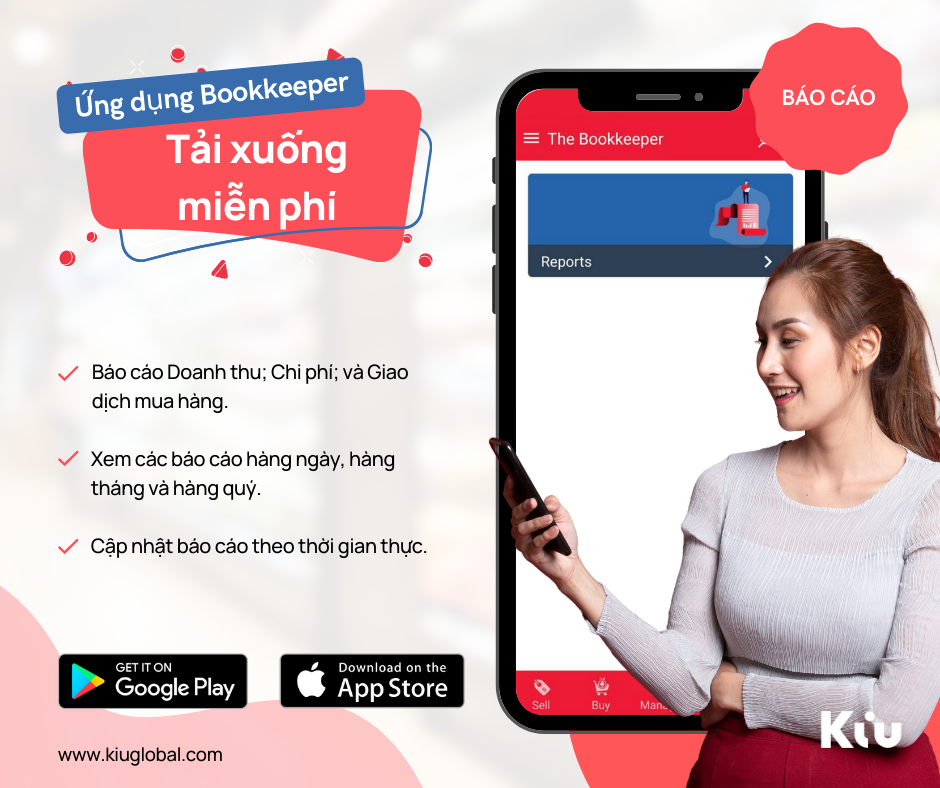 Ứng dụng Bookkeeper
Tải xuống
miễn phí
BÁO CÁO
The Bookkeeper
Reports
Báo cáo Doanh thu; Chi phí; và Giao
dịch mua hàng.
Xem các báo cáo hàng ngày, hàng
tháng và hàng quý.
Cập nhật báo cáo theo thời gian thực.
GET IT ON
Google Play
Download on the
App Store
Sell
Buy
Kiu
www.kiuglobal.com